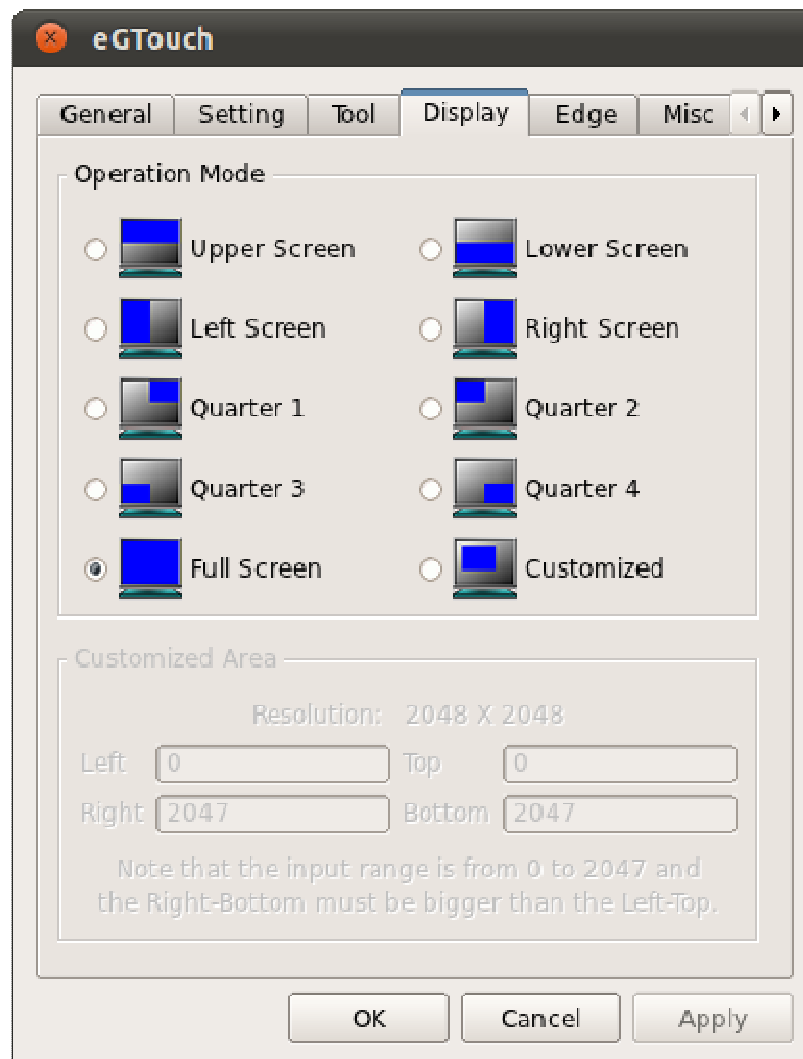 eGTouch
General Setting Tool Display Edge Misc
Operation Mode
Upper Screen Lower Screen
Left Screen Right Screen
Quarter 1 Quarter 2
Quarter 3 Quarter 4
Full Screen Customized
Customized Area
Resolution: 2048 X 2048
Left 0 Top 0
Right 2047 Bottom 2047
Note that the input range is from 0 to 2047 and
the Right-Bottom must be bigger than the Left-Top.
OK Cancel Apply